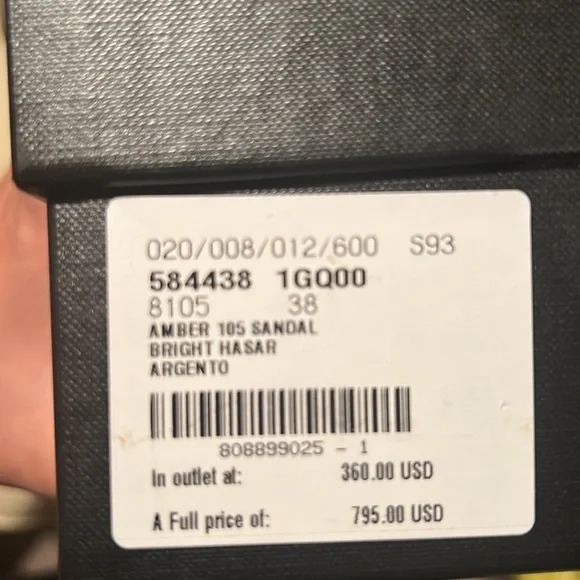 020/008/012/600 S93
584438 1GQ00
8105 38
AMBER 105 SANDAL
BRIGHT HASAR
ARGENTO
808899025 - 1
In outlet at: 360.00 USD
A Full price of: 795.00 USD